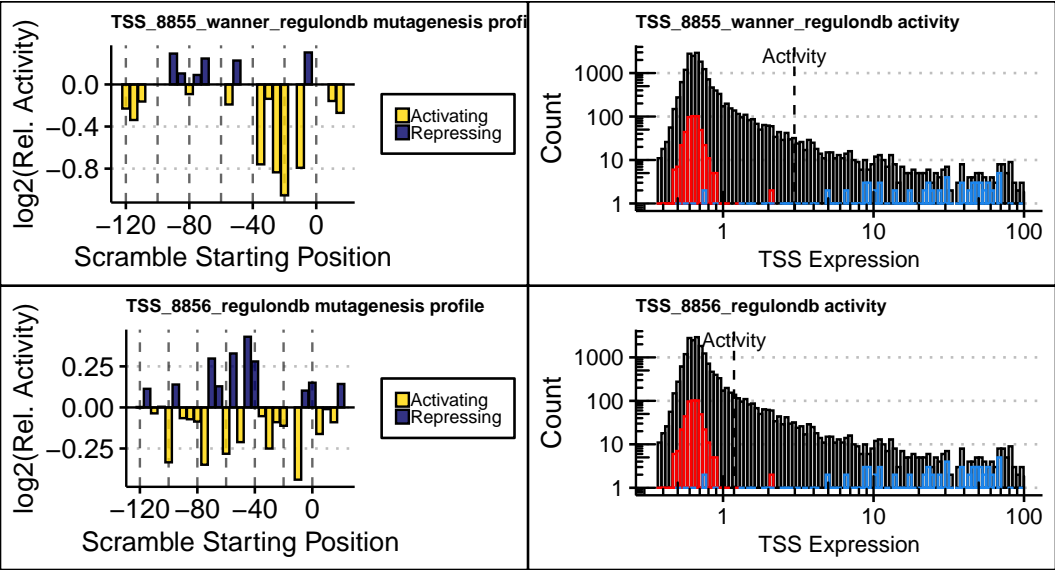 TSS_8855_wanner_regulondb mutagenesis profi
log2(Rel. Activity)
0.0
−0.4
−0.8
−120 −80 −40 0
Scramble Starting Position
Activating
Repressing
TSS_8855_wanner_regulondb activity
Activity
Count
1000
100
10
1
1 10 100
TSS Expression
TSS_8856_regulondb mutagenesis profile
log2(Rel. Activity)
0.25
0.00
−0.25
−120 −80 −40 0
Scramble Starting Position
Activating
Repressing
TSS_8856_regulondb activity
Activity
Count
1000
100
10
1
1 10 100
TSS Expression